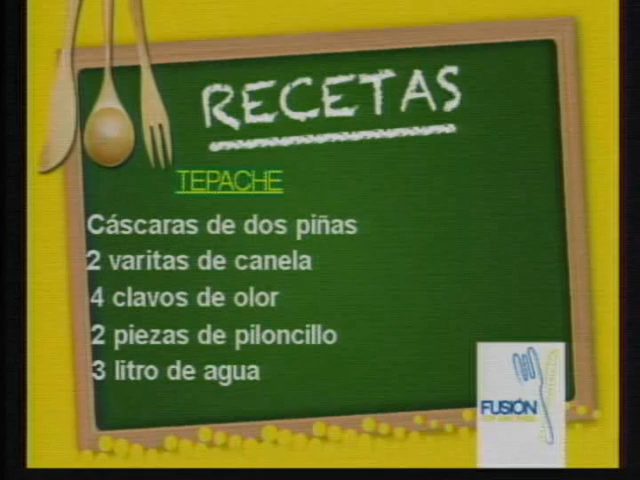 RECETAS
TEPACHE
Cáscaras de dos piñas
2 varitas de canela
4 clavos de olor
2 piezas de piloncillo
3 litro de agua
FUSIÓN